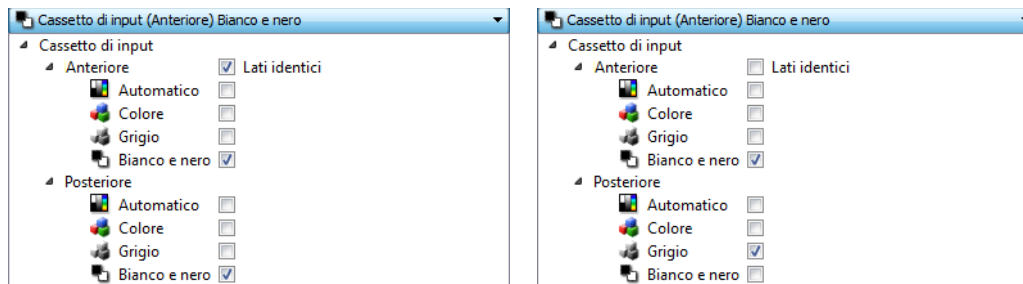 Cassetto di input (Anteriore) Bianco e nero
Cassetto di input
Anteriore Lati identici
Automatico
Colore
Grigio
Bianco e nero
Posteriore
Automatico
Colore
Grigio
Bianco e nero
Cassetto di input (Anteriore) Bianco e nero
Cassetto di input
Anteriore Lati identici
Automatico
Colore
Grigio
Bianco e nero
Posteriore
Automatico
Colore
Grigio
Bianco e nero